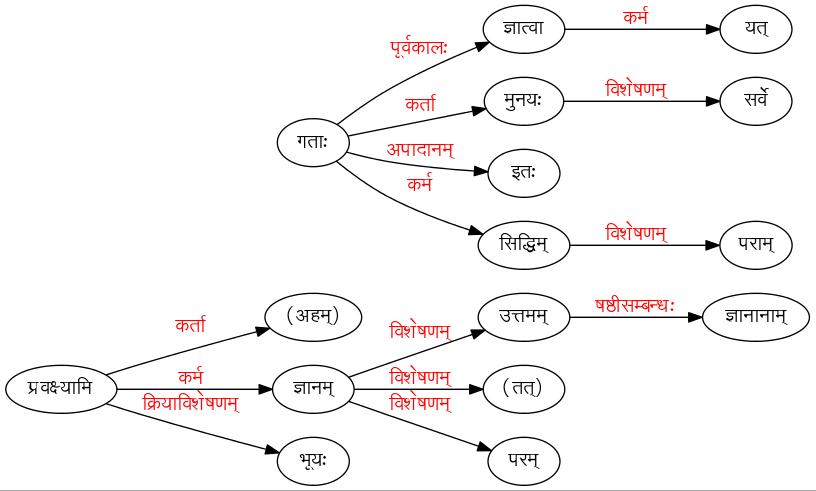 ज्ञात्वा कर्म यत्
पूर्वकालः
कर्ता मुनयः विशेषणम् सर्वे
गताः
अपादानम् इतः
कर्म
सिद्धिम् विशेषणम् पराम्
कर्ता (अहम्) विशेषणम् उत्तमम् षष्ठीसम्बन्धः ज्ञानानाम्
प्रवक्ष्यामि कर्म ज्ञानम् विशेषणम् (तत्)
क्रियाविशेषणम् विशेषणम्
भूयः परम्